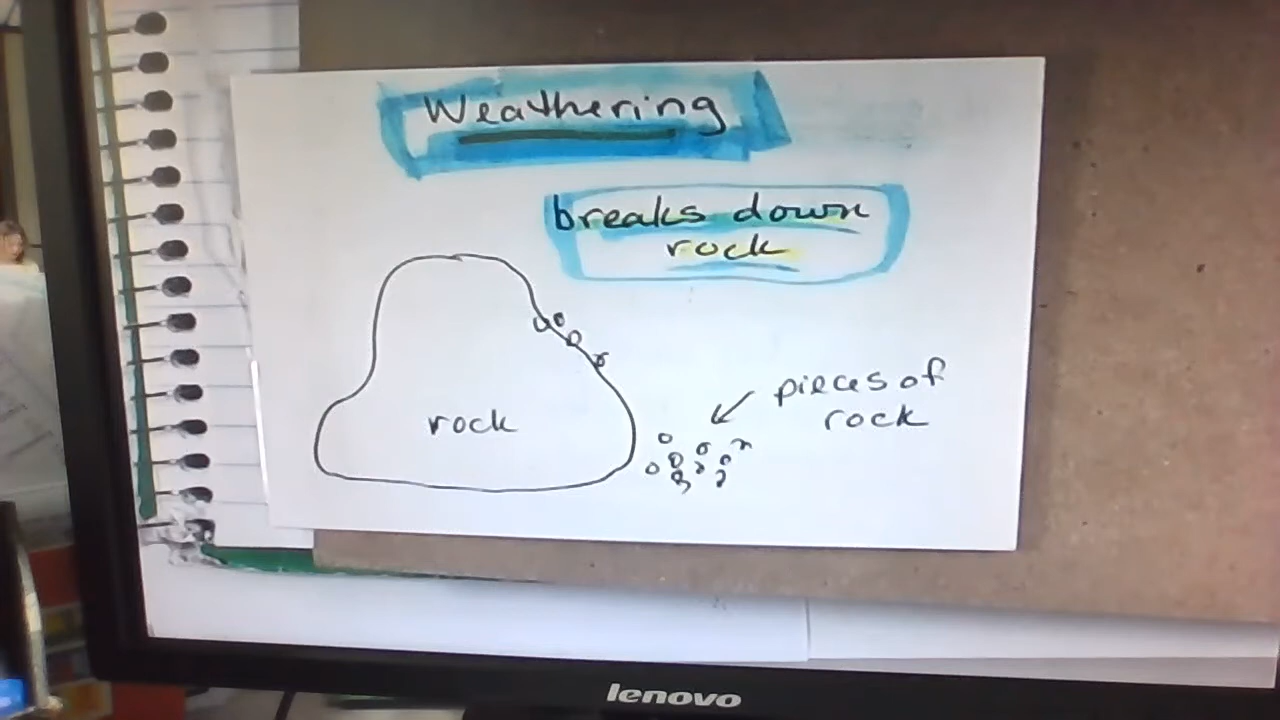 Weathering
breaks down
rock
pieces of
rock
rock
lenovo